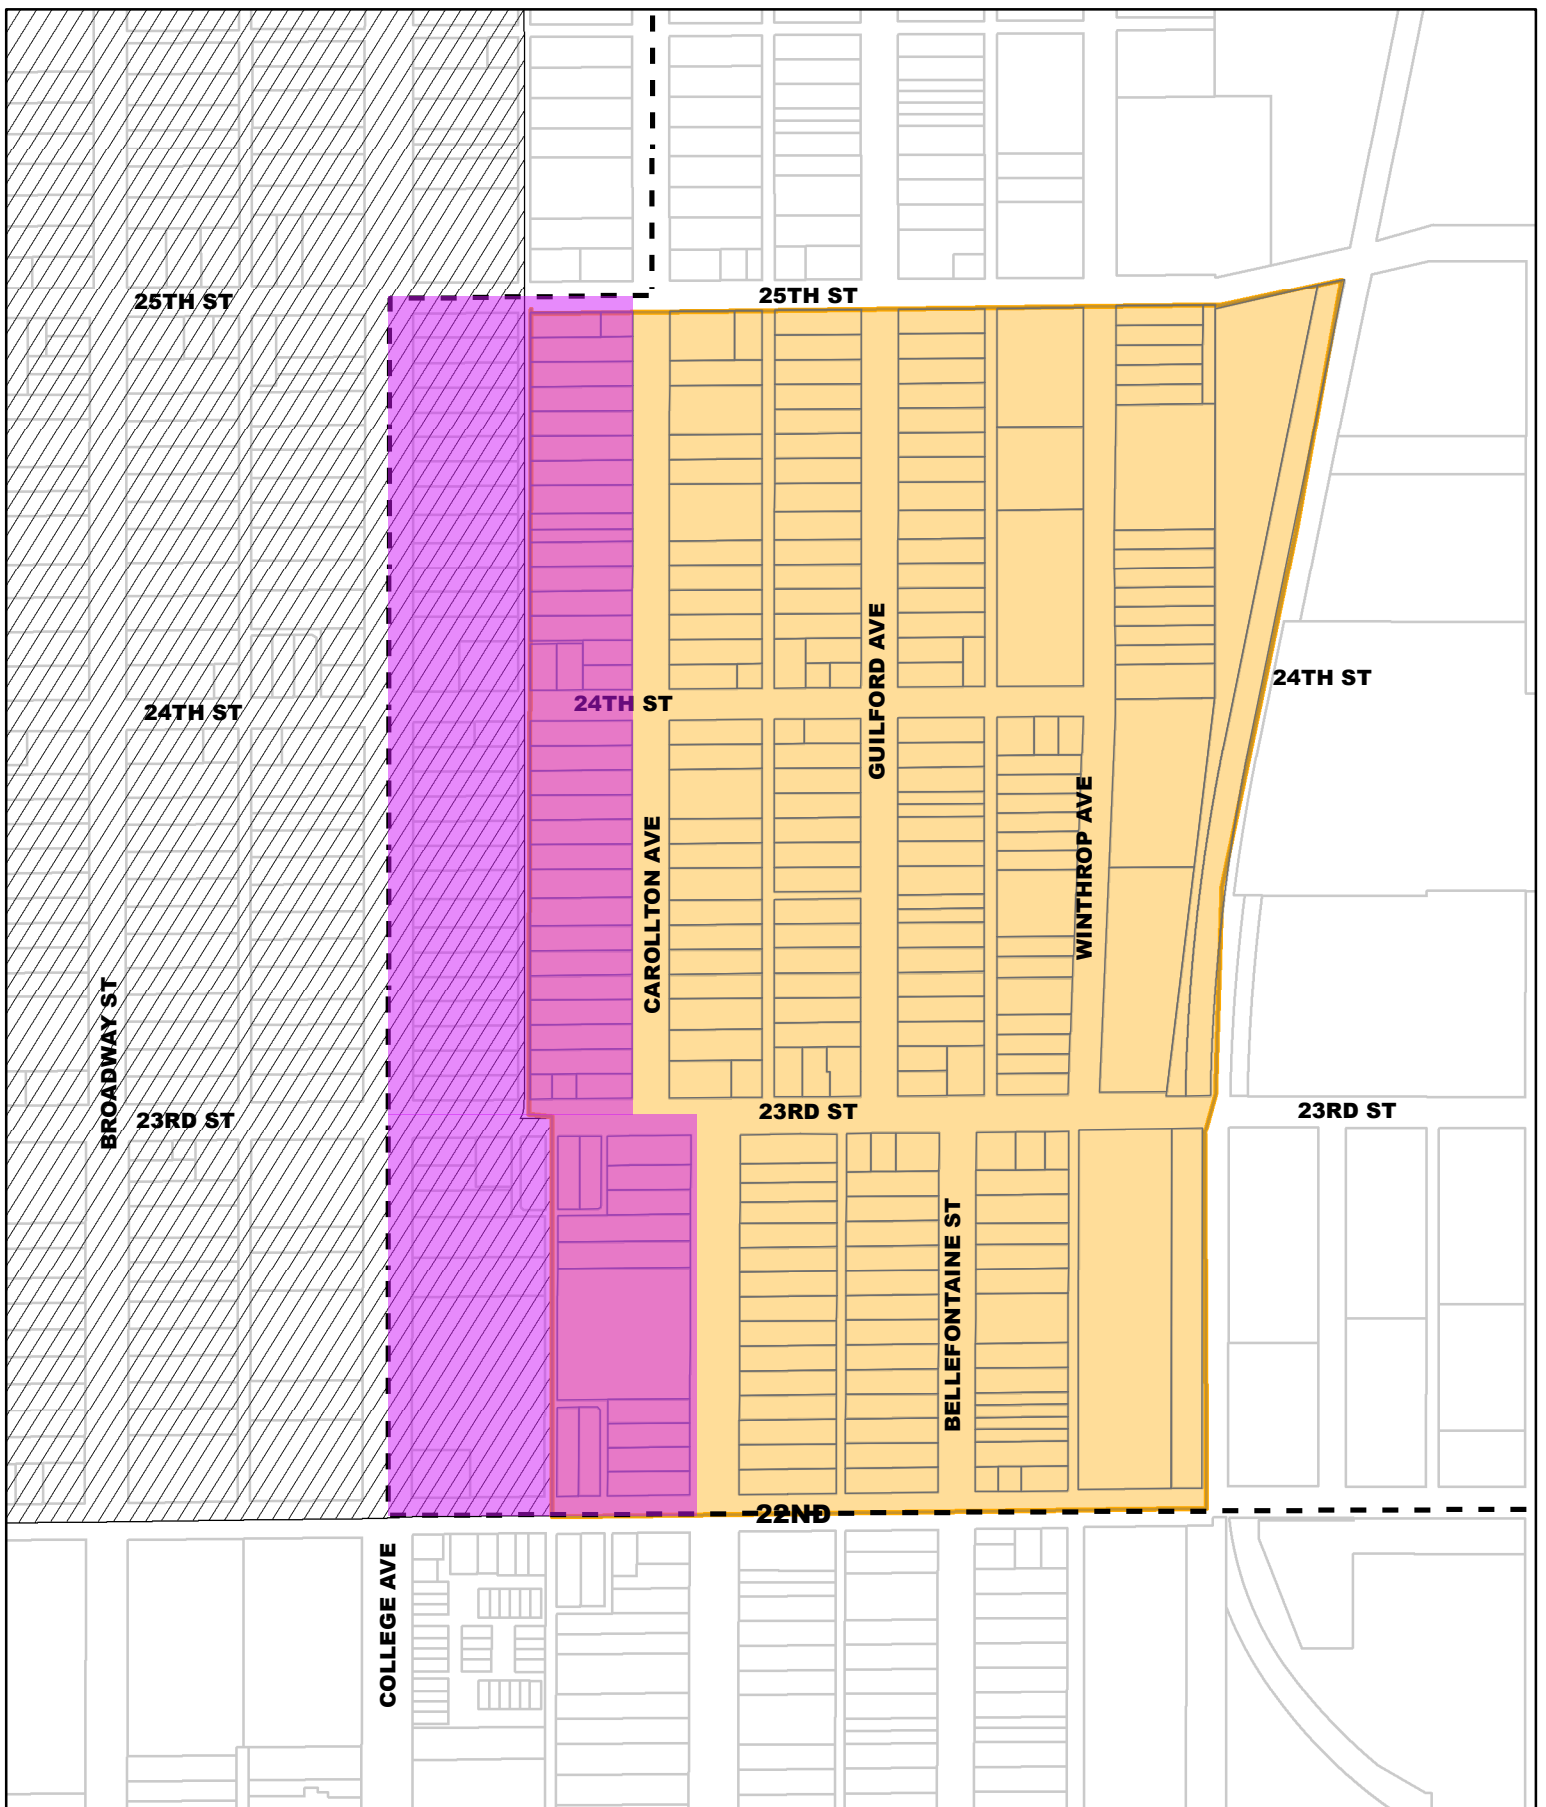 25TH ST
25TH ST
GUILFORD AVE
24TH ST
24TH ST
24TH ST
WINTHROP AVE
CAROLLTON AVE
BROADWAY ST
23RD ST
23RD ST
23RD ST
BELLEFONTAINE ST
22ND
COLLEGE AVE